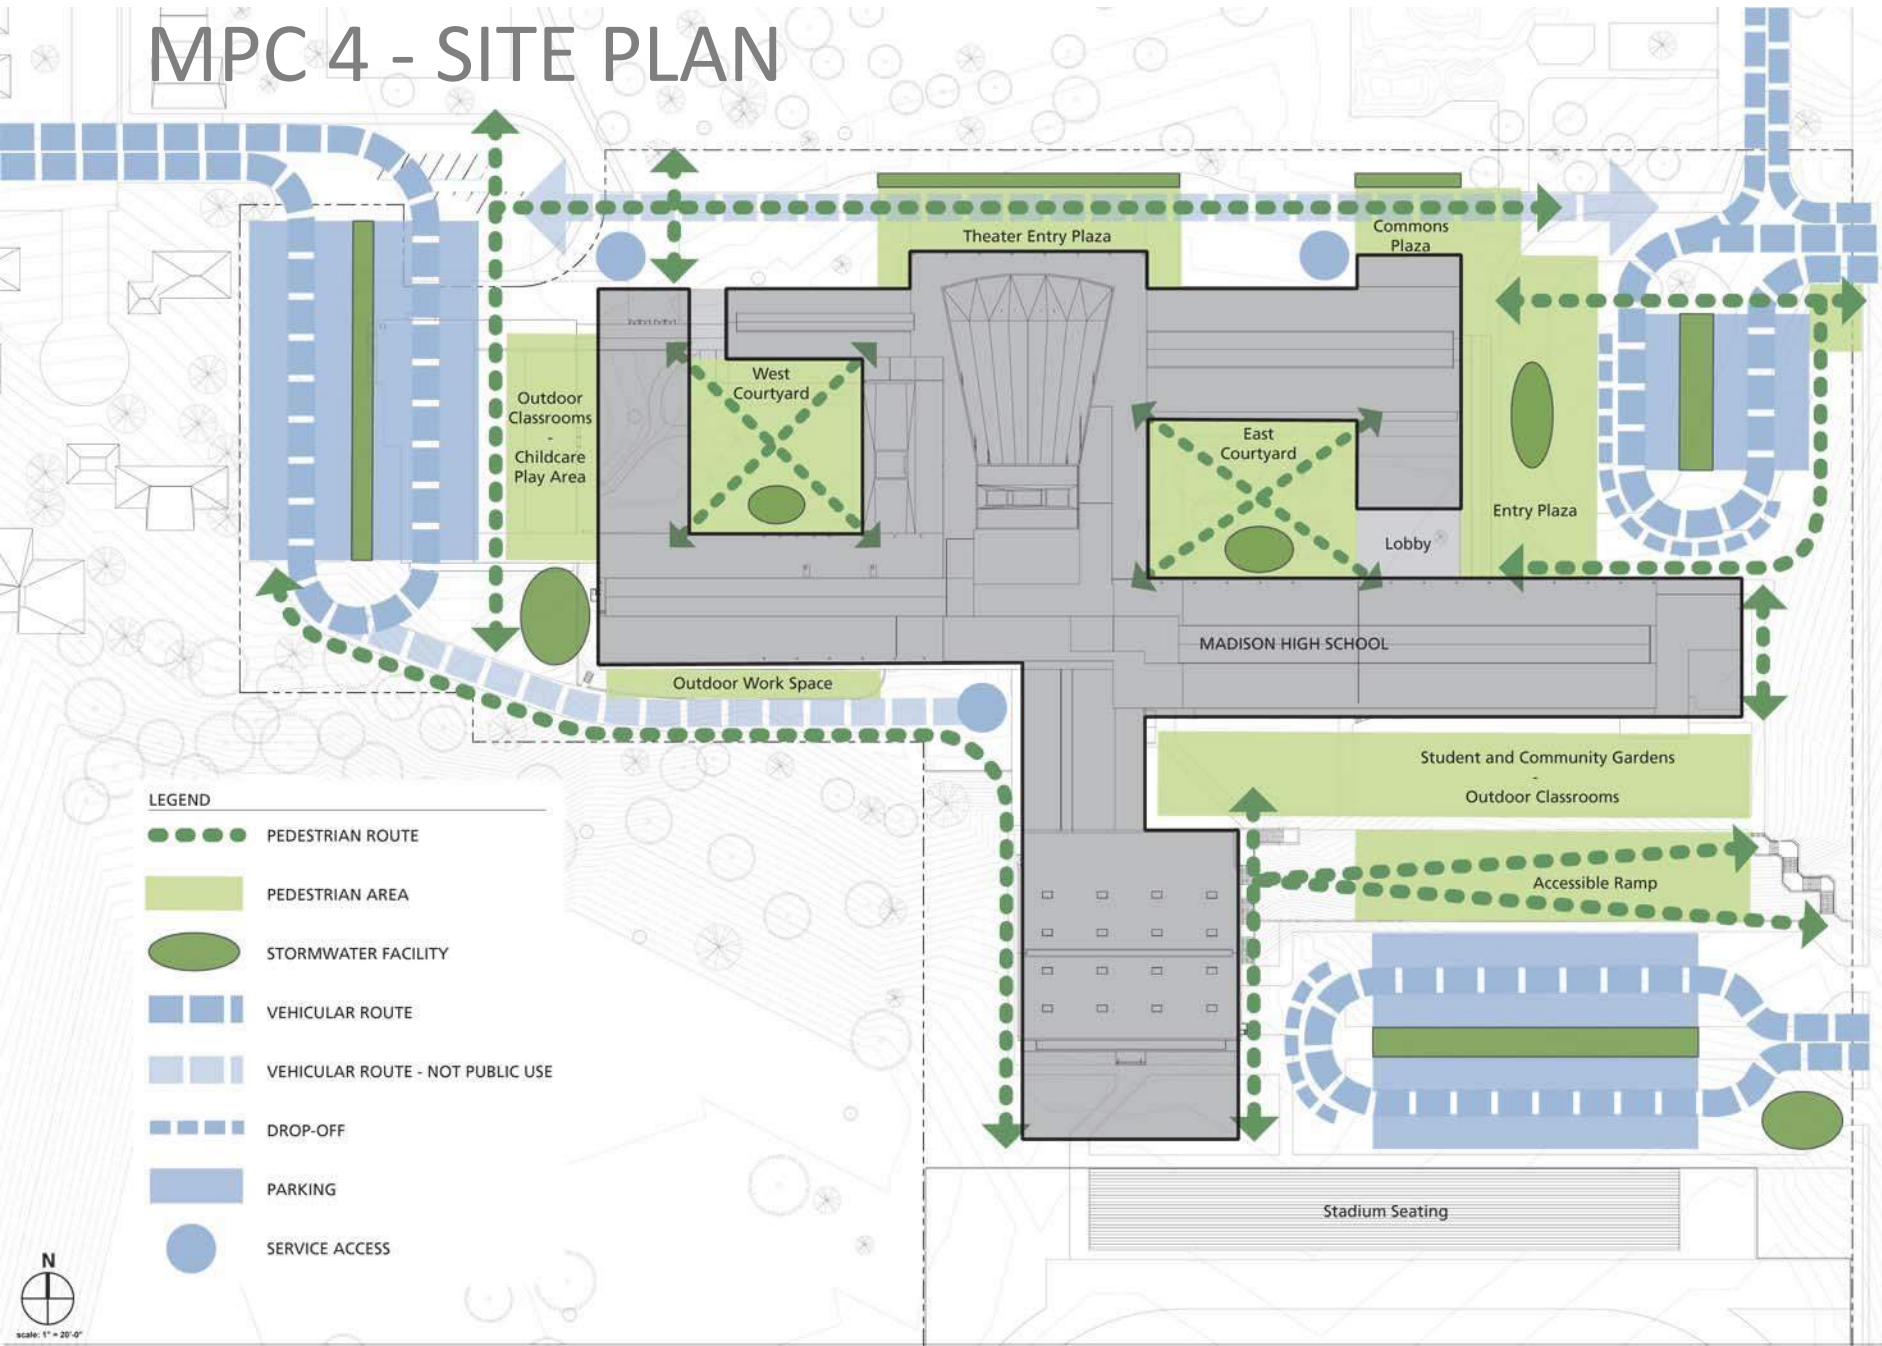 MPC 4 - SITE PLAN
Theater Entry Plaza
Commons
Plaza
West
Courtyard
Outdoor
Classrooms
-
Childcare
Play Area
East
Courtyard
Entry Plaza
Lobby
MADISON HIGH SCHOOL
Outdoor Work Space
Student and Community Gardens
-
Outdoor Classrooms
Accessible Ramp
Stadium Seating
LEGEND
PEDESTRIAN ROUTE
PEDESTRIAN AREA
STORMWATER FACILITY
VEHICULAR ROUTE
VEHICULAR ROUTE - NOT PUBLIC USE
DROP-OFF
PARKING
SERVICE ACCESS
N
scale: 1" = 20'-0"